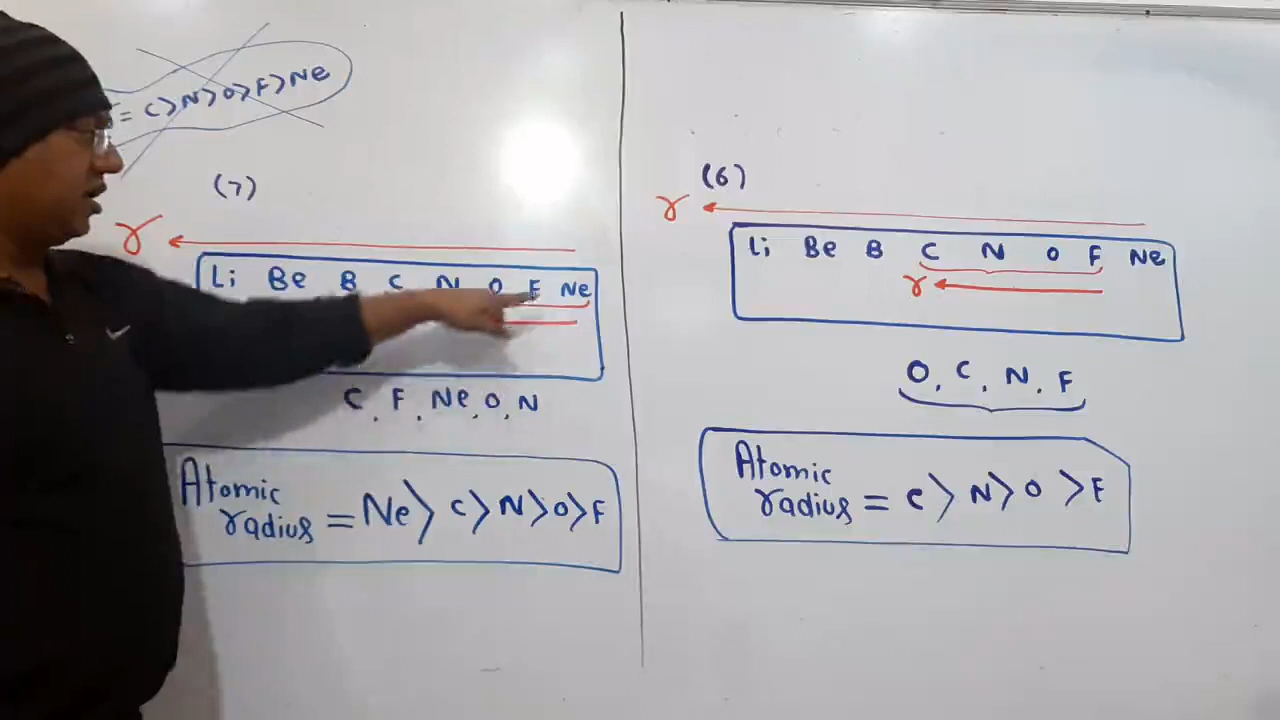 = C>N>O>F>Ne
(7)
r
Li Be B C N O F Ne
C, F, Ne, O, N
Atomic
radius = Ne > C > N > O > F
(6)
r
Li Be B C N O F Ne
r
O, C, N, F
Atomic
radius = C > N > O > F